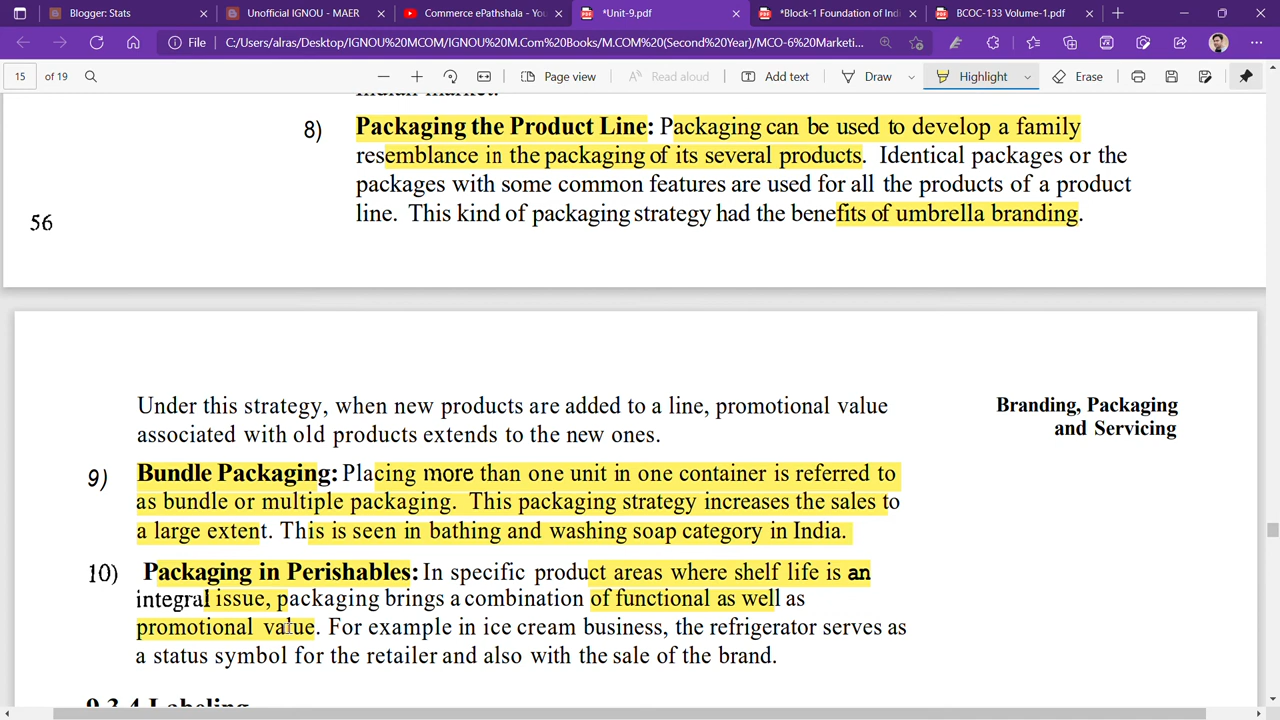 Blogger: Stats
Unofficial IGNOU - MAER
Commerce ePathshala - Yo
*Unit-9.pdf
*Block-1 Foundation of Ind
BCOC-133 Volume-1.pdf
File
C:/Users/alras/Desktop/IGNOU%20MCOM/IGNOU%20M.Com%20Books/M.COM%20(Second%20Year)/MCO-6%20Marketi...
15 of 19
Page view
Read aloud
Add text
Draw
Highlight
Erase
Indian market.
8) Packaging the Product Line: Packaging can be used to develop a family
resemblance in the packaging of its several products. Identical packages or the
packages with some common features are used for all the products of a product
line. This kind of packaging strategy had the benefits of umbrella branding.
56
Under this strategy, when new products are added to a line, promotional value
associated with old products extends to the new ones.
Branding, Packaging
and Servicing
9) Bundle Packaging: Placing more than one unit in one container is referred to
as bundle or multiple packaging. This packaging strategy increases the sales to
a large extent. This is seen in bathing and washing soap category in India.
10) Packaging in Perishables: In specific product areas where shelf life is an
integral issue, packaging brings a combination of functional as well as
promotional value. For example in ice cream business, the refrigerator serves as
a status symbol for the retailer and also with the sale of the brand.
9.3.4 Labeling